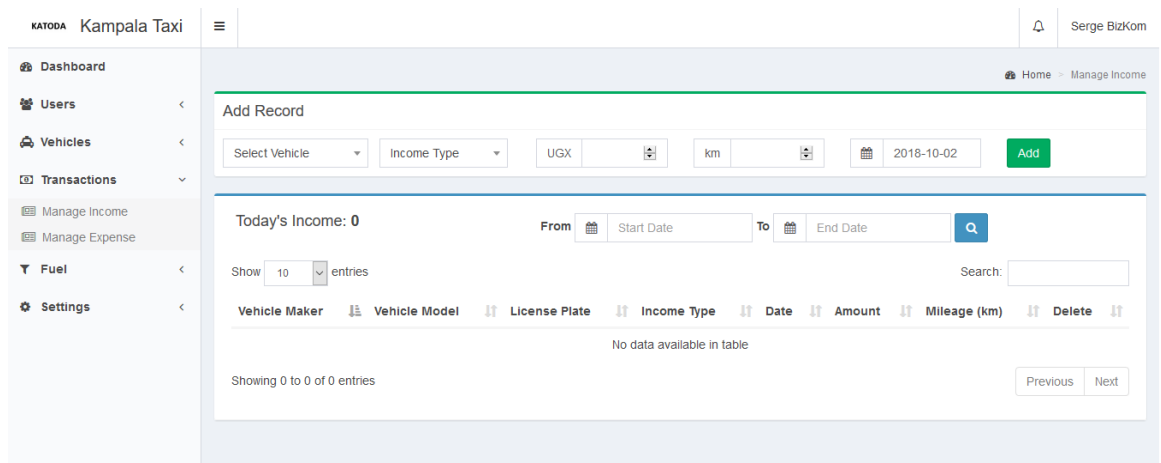 KATODA Kampala Taxi
Serge BizKom
Dashboard
Users
Vehicles
Transactions
Manage Income
Manage Expense
Fuel
Settings
Home > Manage Income
Add Record
Select Vehicle Income Type UGX km 2018-10-02 Add
Today's Income: 0 From Start Date To End Date
Show 10 entries Search:
Vehicle Maker Vehicle Model License Plate Income Type Date Amount Mileage (km) Delete
No data available in table
Showing 0 to 0 of 0 entries Previous Next